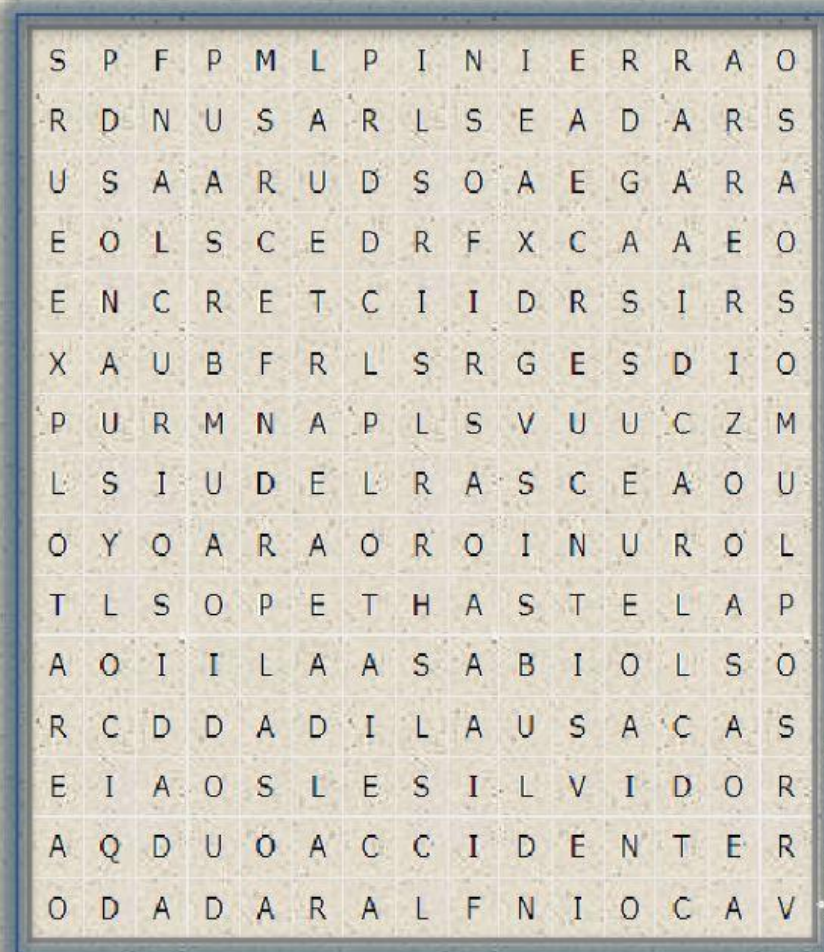 S P F P M L P I N I E R R A O
R D N U S A R L S E A D A R S
U S A A R U D S O A E G A R A
E O L S C E D R F X C A A E O
E N C R E T C I I D R S I R S
X A U B F R L S R G E S D I O
P U R M N A P L S V U U C Z M
L S I U D E L R A S C E A O U
O Y O A R A O R O I N U R O L
T L S O P E T H A S T E L A P
A O I I L A A S A B I O L S O
R C D D A D I L A U S A C A S
E I A O S L E S I L V I D O R
A Q D U O A C C I D E N T E R
O D A D A R A L F N I O C A V